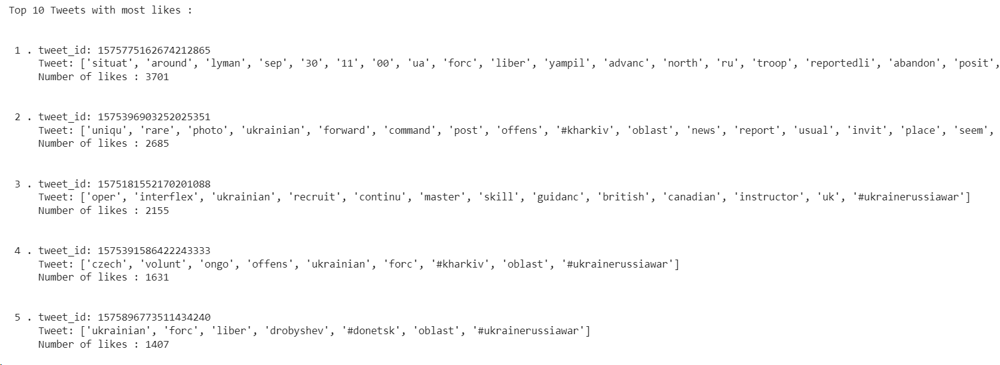 Top 10 Tweets with most likes :
1 . tweet_id: 1575775162674212865
Tweet: ['situat', 'around', 'lyman', 'sep', '30', '11', '00', 'ua', 'forc', 'liber', 'yampil', 'advanc', 'north', 'ru', 'troop', 'reportedli', 'abandon', 'posit',
Number of likes : 3701
2 . tweet_id: 1575396903252025351
Tweet: ['uniqu', 'rare', 'photo', 'ukrainian', 'forward', 'command', 'post', 'offens', '#kharkiv', 'oblast', 'news', 'report', 'usual', 'invit', 'place', 'seem',
Number of likes : 2685
3 . tweet_id: 1575181552170201088
Tweet: ['oper', 'interflex', 'ukrainian', 'recruit', 'continu', 'master', 'skill', 'guidanc', 'british', 'canadian', 'instructor', 'uk', '#ukrainerussiawar']
Number of likes : 2155
4 . tweet_id: 1575391586422243333
Tweet: ['czech', 'volunt', 'ongo', 'offens', 'ukrainian', 'forc', '#kharkiv', 'oblast', '#ukrainerussiawar']
Number of likes : 1631
5 . tweet_id: 1575896773511434240
Tweet: ['ukrainian', 'forc', 'liber', 'drobyshev', '#donetsk', 'oblast', '#ukrainerussiawar']
Number of likes : 1407